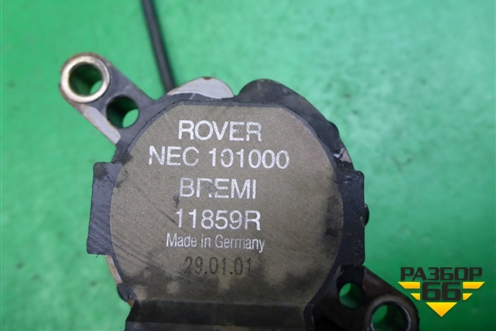 ROVER
NEC 101000
BREMI
11859R
Made in Germany
29.01.01
РАЗБОР
66